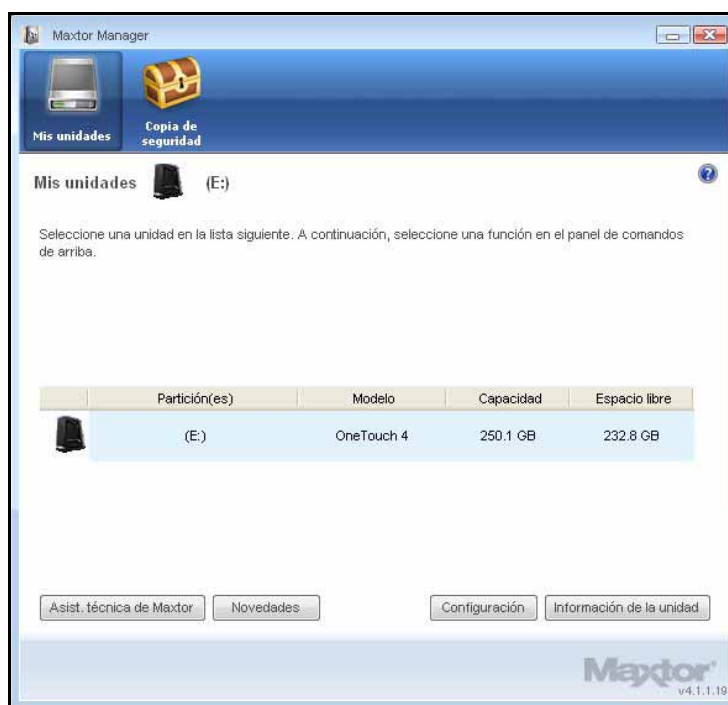 Maxtor Manager
Mis unidades
Copia de
seguridad
Mis unidades (E:)
Seleccione una unidad en la lista siguiente. A continuación, seleccione una función en el panel de comandos
de arriba.
Partición(es) Modelo Capacidad Espacio libre
(E:) OneTouch 4 250.1 GB 232.8 GB
Asist. técnica de Maxtor Novedades Configuración Información de la unidad
Maxtor
v4.1.1.19